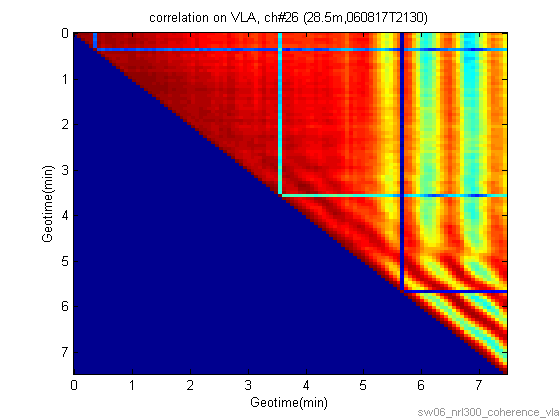 correlation on VLA, ch#26 (28.5m,060817T2130)
0
1
2
3
4
5
6
7
Geotime(min)
0 1 2 3 4 5 6 7
Geotime(min)
sw06_nrl300_coherence_vla